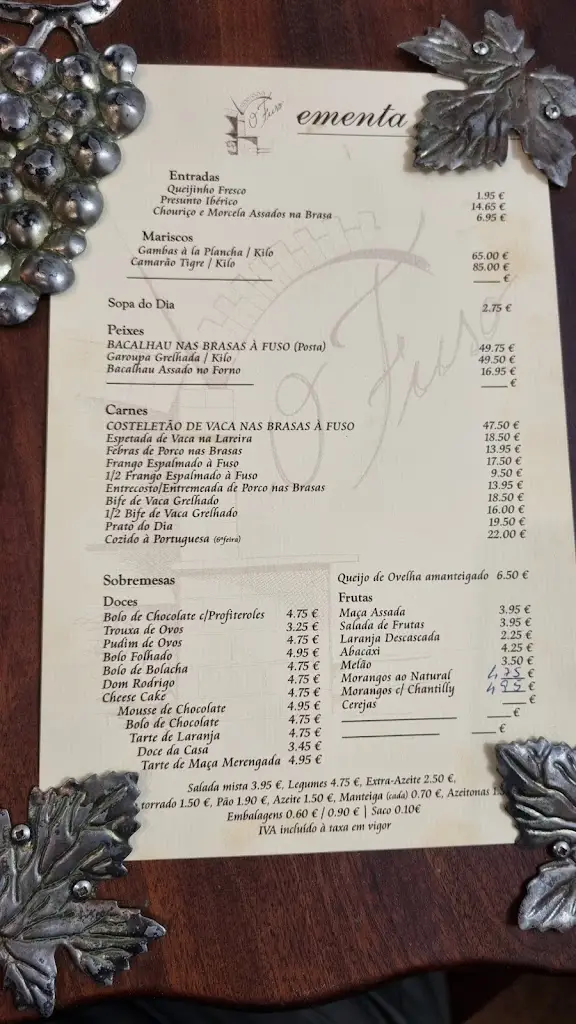 O Fuso
ementa
Entradas
Queijinho Fresco 1.95 €
Presunto Ibérico 14.65 €
Chouriço e Morcela Assados na Brasa 6.95 €
Mariscos
Gambas à la Plancha / Kilo 65.00 €
Camarão Tigre / Kilo 85.00 €
€
Sopa do Dia 2.75 €
Peixes
BACALHAU NAS BRASAS À FUSO (Posta) 49.75 €
Garoupa Grelhada / Kilo 49.50 €
Bacalhau Assado no Forno 16.95 €
€
Carnes
COSTELETÃO DE VACA NAS BRASAS À FUSO 47.50 €
Espetada de Vaca na Lareira 18.50 €
Febras de Porco nas Brasas 13.95 €
Frango Espalmado à Fuso 17.50 €
1/2 Frango Espalmado à Fuso 9.50 €
Entrecosto/Entremeada de Porco nas Brasas 13.95 €
Bife de Vaca Grelhado 18.50 €
1/2 Bife de Vaca Grelhado 16.00 €
Prato do Dia 19.50 €
Cozido à Portuguesa (6ªfeira) 22.00 €
O Fuso
Sobremesas
Doces
Bolo de Chocolate c/Profiteroles 4.75 €
Trouxa de Ovos 3.25 €
Pudim de Ovos 4.75 €
Bolo Folhado 4.95 €
Bolo de Bolacha 4.75 €
Dom Rodrigo 4.75 €
Cheese Cake 4.75 €
Mousse de Chocolate 4.95 €
Bolo de Chocolate 4.75 €
Tarte de Laranja 4.75 €
Doce da Casa 3.45 €
Tarte de Maça Merengada 4.95 €
Queijo de Ovelha amanteigado 6.50 €
Frutas
Maça Assada 3.95 €
Salada de Frutas 3.95 €
Laranja Descascada 2.25 €
Abacaxi 4.25 €
Melão 3.50 €
Morangos ao Natural 4.75 €
Morangos c/ Chantilly 4.95 €
Cerejas €
€
€
Salada mista 3.95 €, Legumes 4.75 €, Extra-Azeite 2.50 €,
torrado 1.50 €, Pão 1.90 €, Azeite 1.50 €, Manteiga (cada) 0.70 €, Azeitonas
Embalagens 0.60 € / 0.90 € | Saco 0.10€
IVA incluído à taxa em vigor